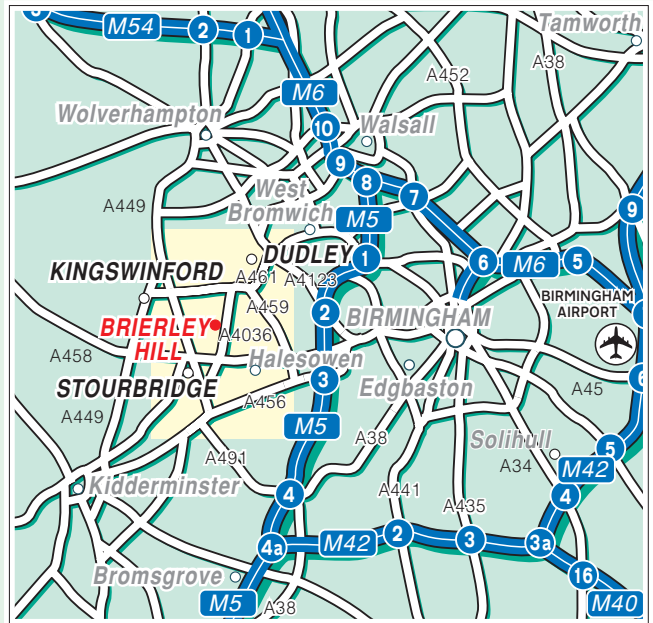 M54
2
1
Tamworth
A452
A38
M6
Wolverhampton
10
Walsall
9
8
7
West
Bromwich
M5
9
A449
DUDLEY
1
6
M6
5
KINGSWINFORD
A461
A4123
A459
2
BIRMINGHAM
BIRMINGHAM
AIRPORT
BRIERLEY
HILL
A4036
A458
Halesowen
3
Edgbaston
6
STOURBRIDGE
A45
A449
A456
M5
A38
Solihull
5
A491
A34
M42
Kidderminster
4
A441
A435
4
4a
M42
2
3
3a
Bromsgrove
16
M5
A38
M40